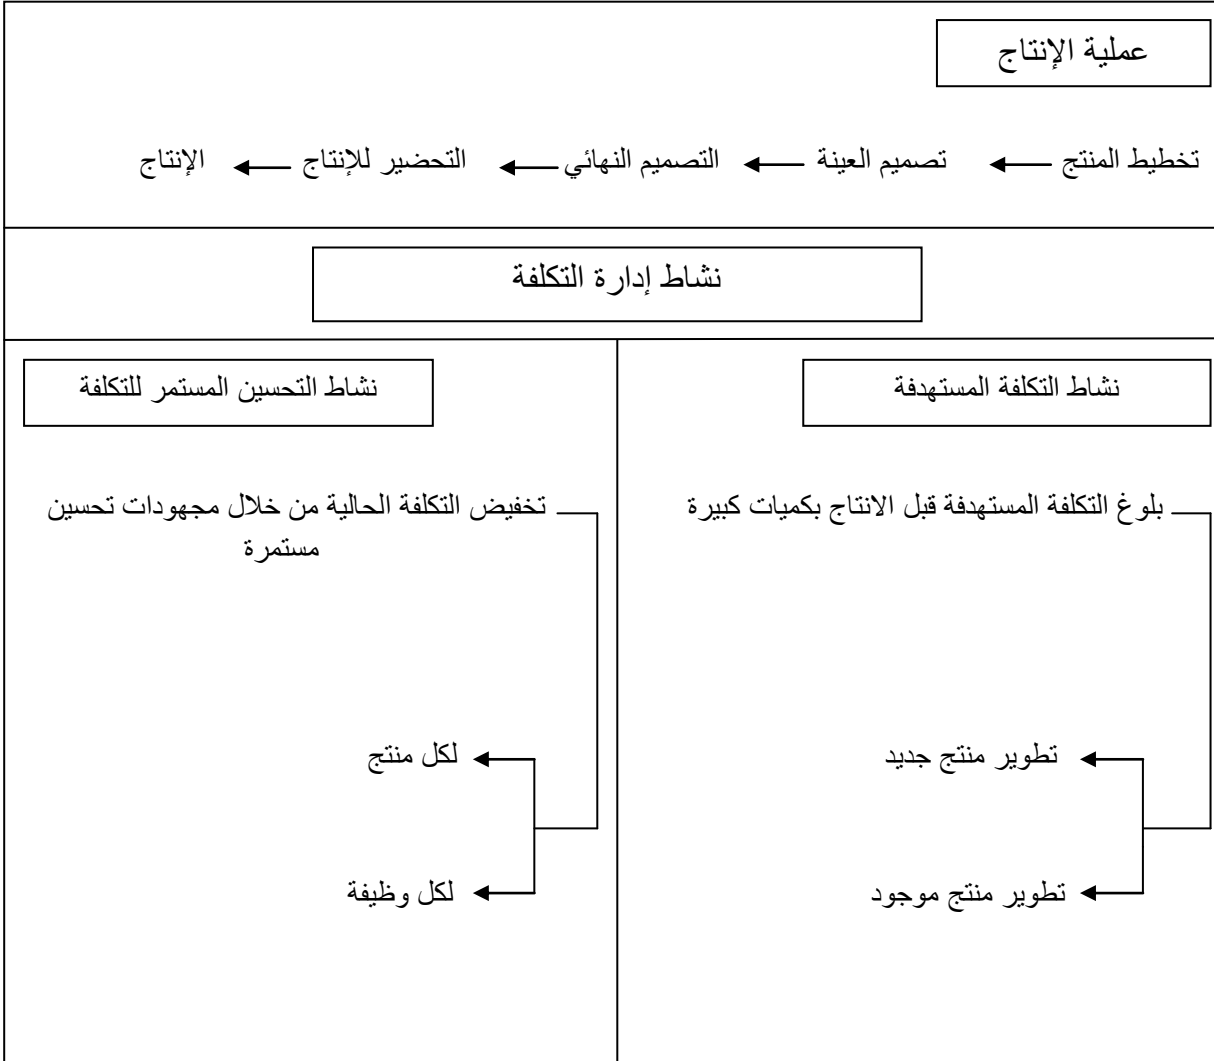 عملية الإنتاج
تخطيط المنتج تصميم العينة التصميم النهائي التحضير للإنتاج الإنتاج
نشاط إدارة التكلفة
نشاط التكلفة المستهدفة
بلوغ التكلفة المستهدفة قبل الانتاج بكميات كبيرة
تطوير منتج جديد
تطوير منتج موجود
نشاط التحسين المستمر للتكلفة
تخفيض التكلفة الحالية من خلال مجهودات تحسين
مستمرة
لكل منتج
لكل وظيفة